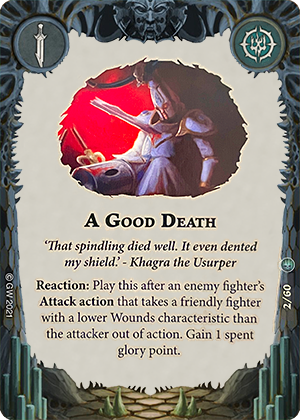 A Good Death
'That spindling died well. It even dented
my shield.' - Khagra the Usurper
Reaction: Play this after an enemy fighter's
Attack action that takes a friendly fighter
with a lower Wounds characteristic than
the attacker out of action. Gain 1 spent
glory point.
© GW 2021
2/60